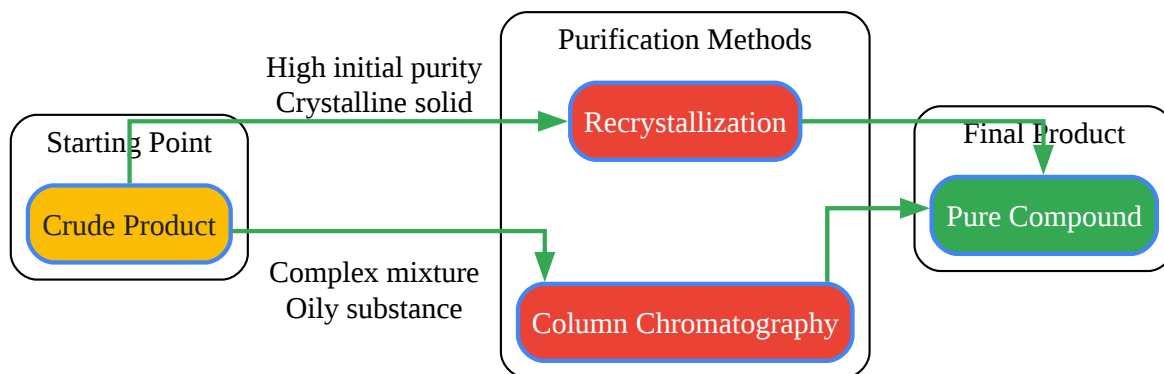 Purification Methods
High initial purity
Crystalline solid
Recrystallization
Starting Point
Final Product
Crude Product
Pure Compound
Complex mixture
Oily substance
Column Chromatography